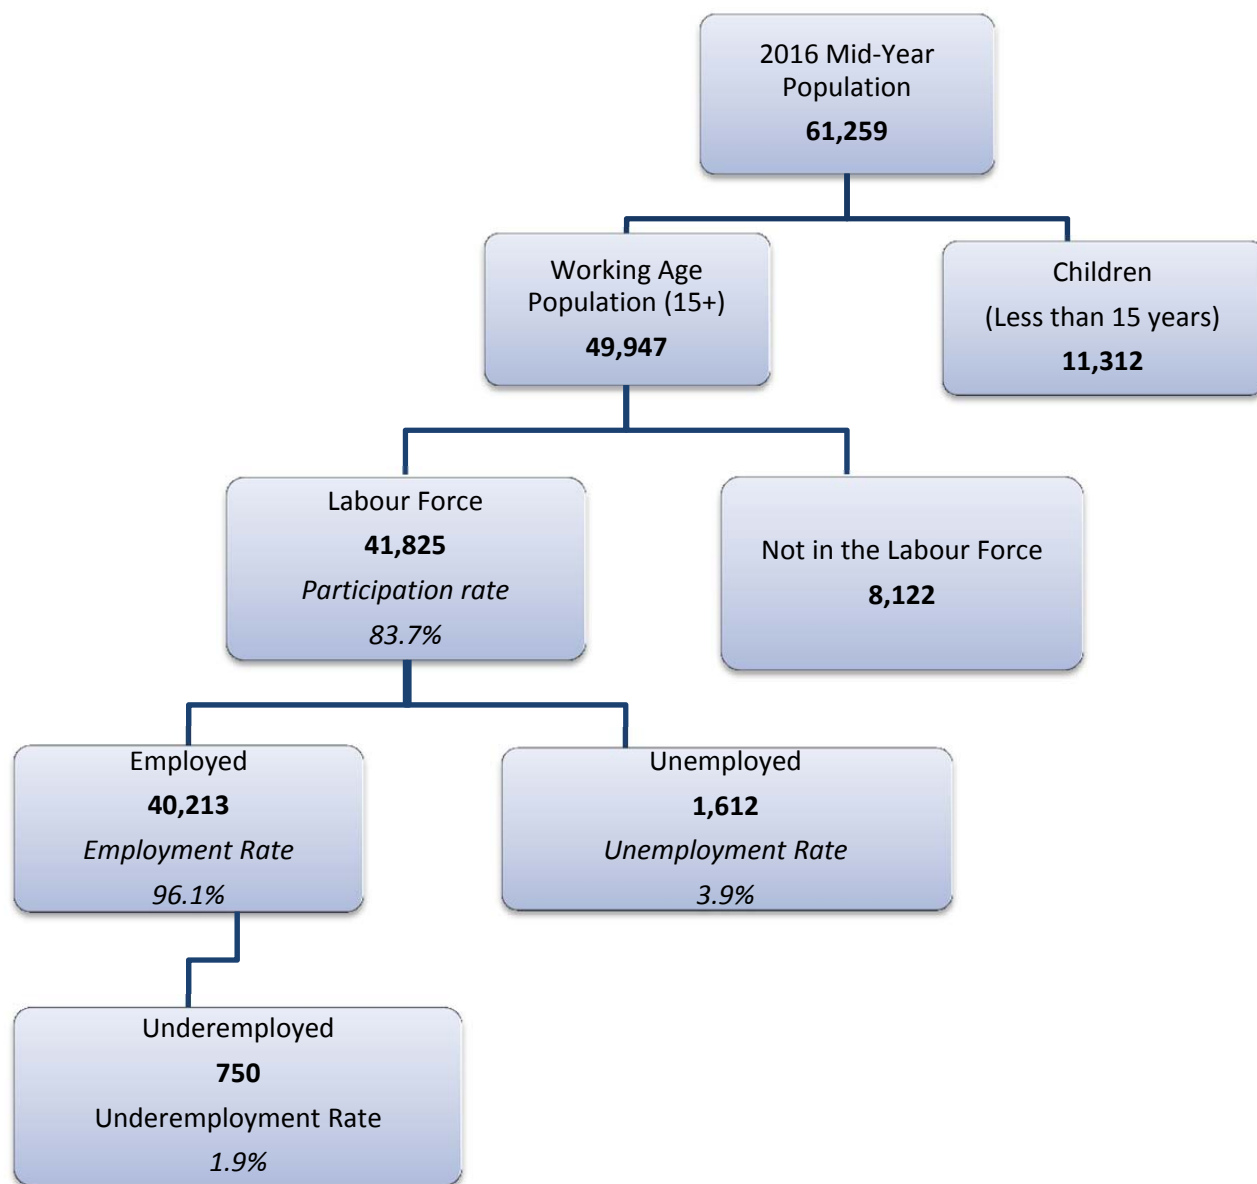 2016 Mid-Year
Population
61,259
Working Age
Population (15+)
49,947
Children
(Less than 15 years)
11,312
Labour Force
41,825
Participation rate
83.7%
Not in the Labour Force
8,122
Employed
40,213
Employment Rate
96.1%
Unemployed
1,612
Unemployment Rate
3.9%
Underemployed
750
Underemployment Rate
1.9%